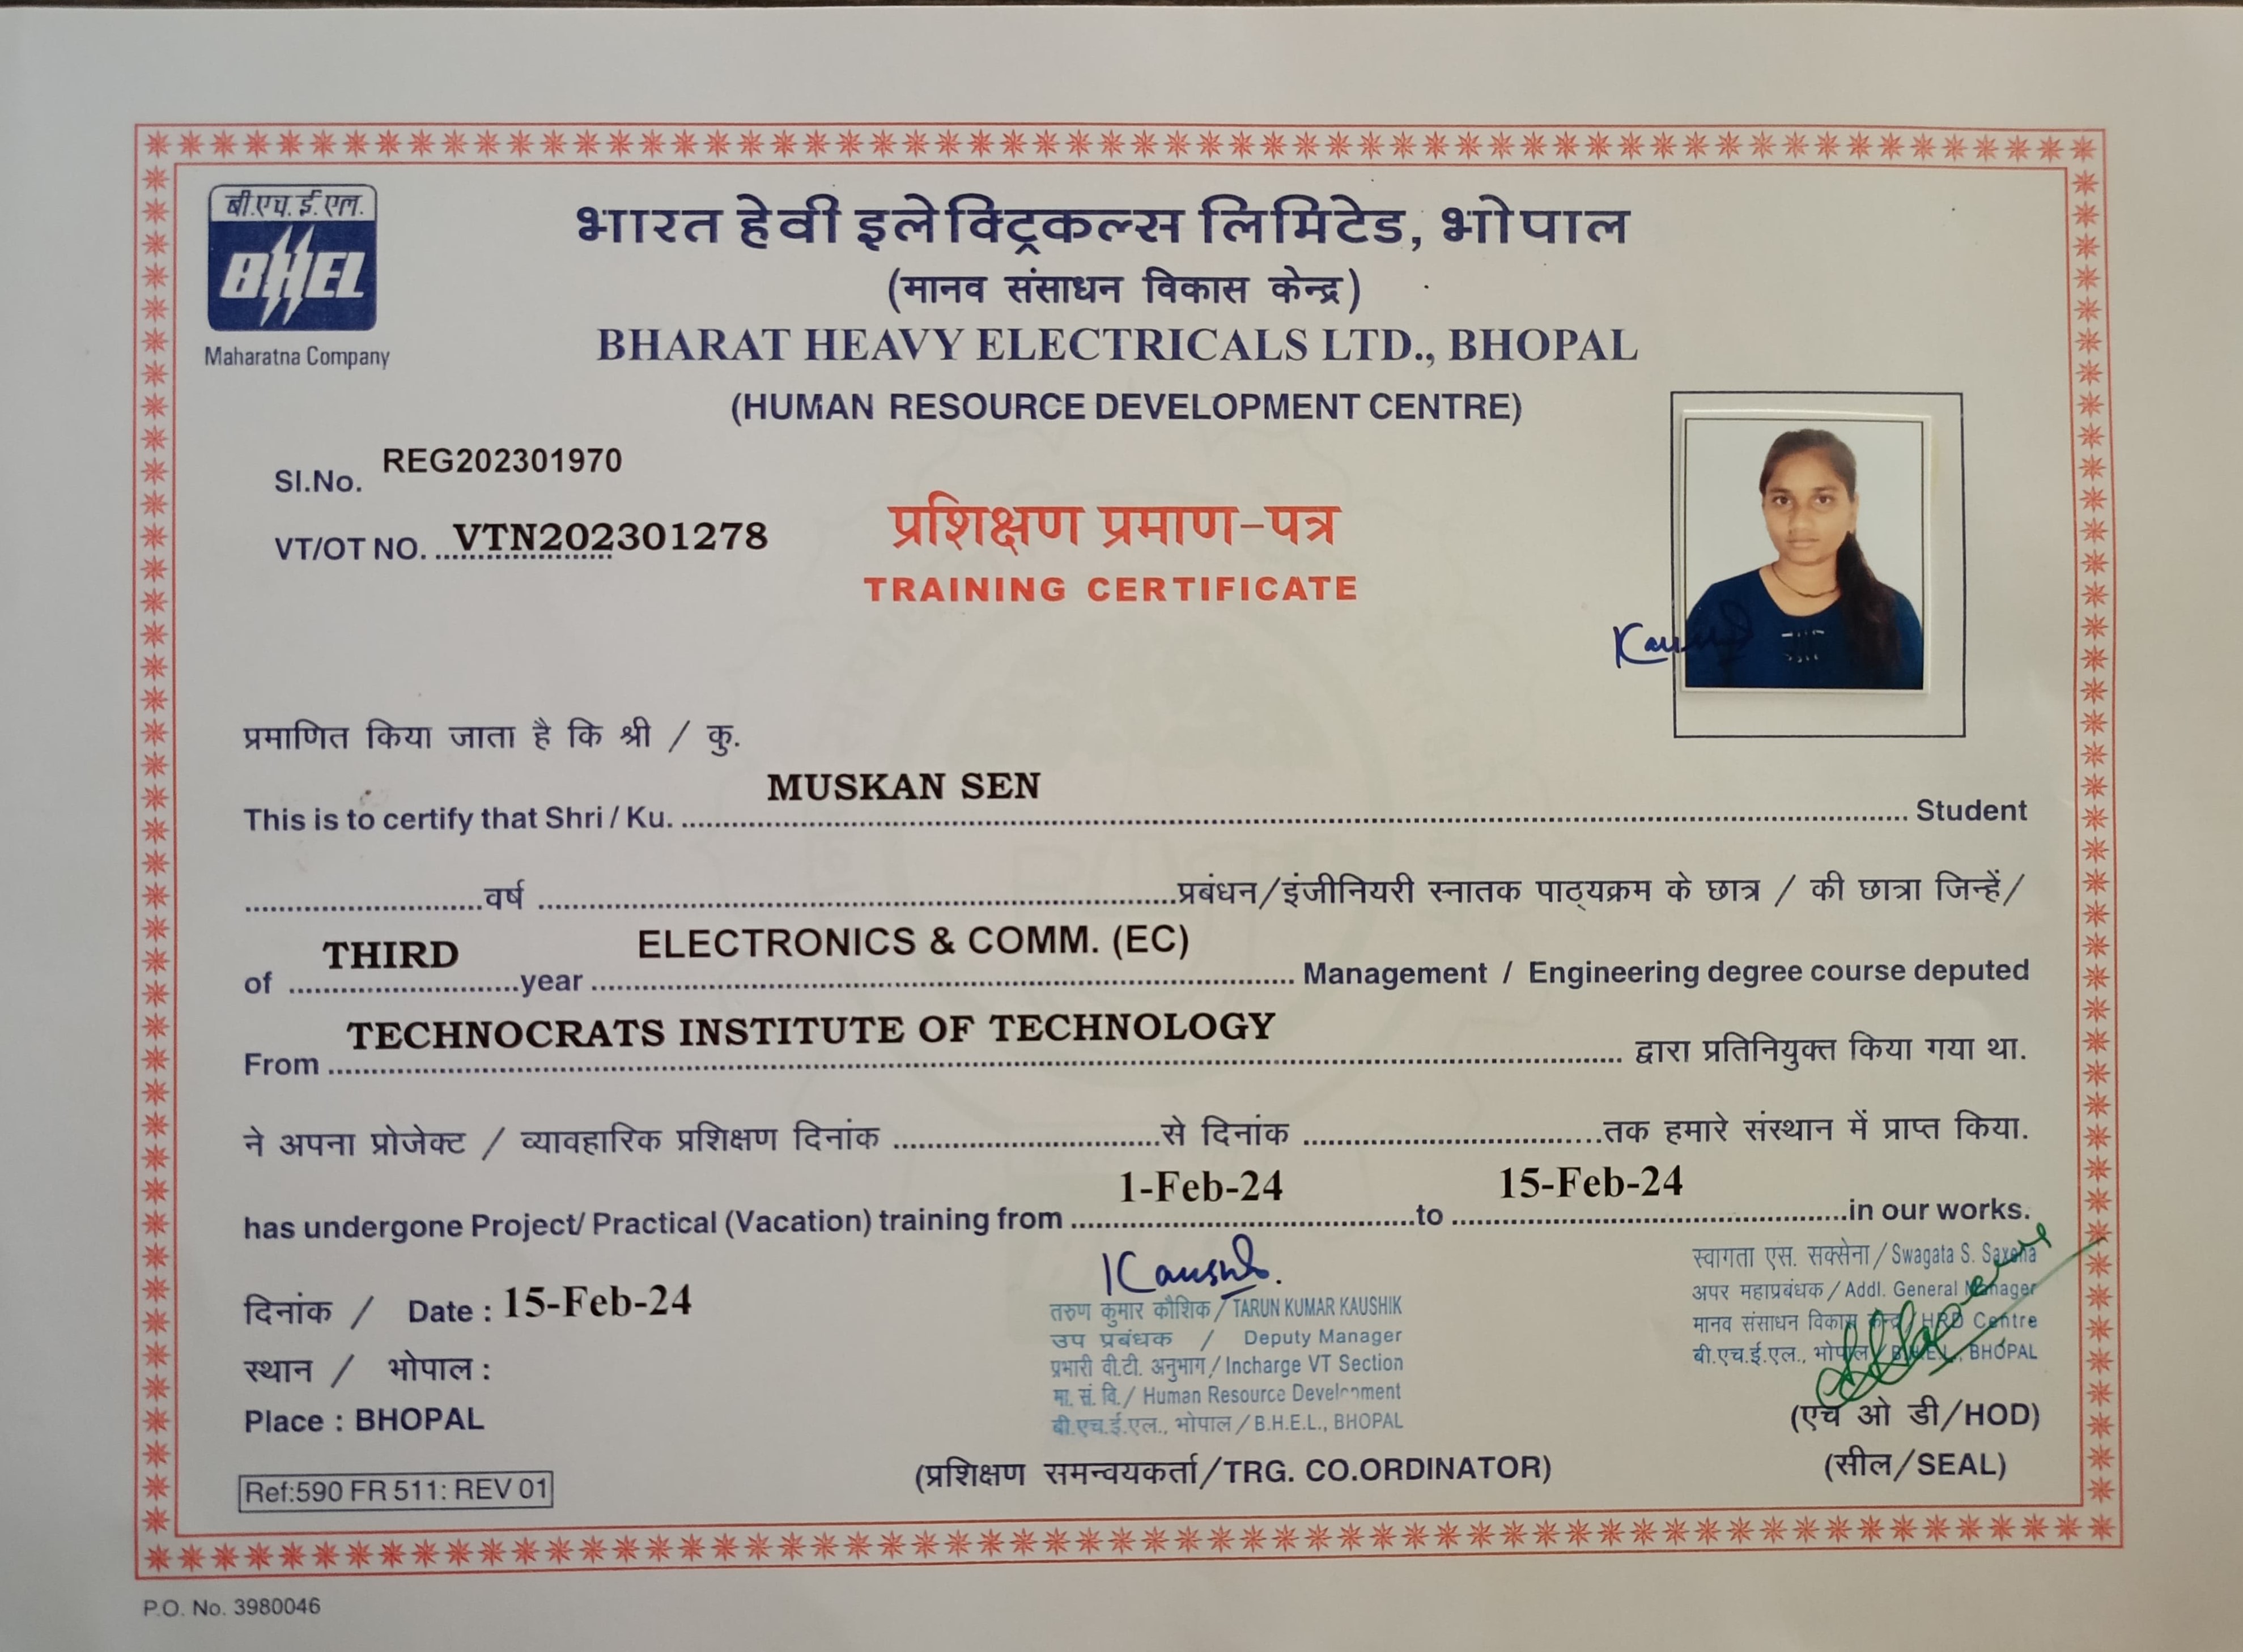 बी.एच.ई.एल.
BHEL
Maharatna Company
भारत हेवी इलेक्ट्रिकल्स लिमिटेड, भोपाल
(मानव संसाधन विकास केन्द्र)
BHARAT HEAVY ELECTRICALS LTD., BHOPAL
(HUMAN RESOURCE DEVELOPMENT CENTRE)
SI.No. REG202301970
VT/OT NO. VTN202301278
प्रशिक्षण प्रमाण-पत्र
TRAINING CERTIFICATE
प्रमाणित किया जाता है कि श्री / कु.
This is to certify that Shri / Ku. MUSKAN SEN Student
वर्ष प्रबंधन/इंजीनियरी स्नातक पाठ्यक्रम के छात्र / की छात्रा जिन्हें/
of THIRD year ELECTRONICS & COMM. (EC) Management / Engineering degree course deputed
From TECHNOCRATS INSTITUTE OF TECHNOLOGY द्वारा प्रतिनियुक्त किया गया था.
ने अपना प्रोजेक्ट / व्यावहारिक प्रशिक्षण दिनांक से दिनांक तक हमारे संस्थान में प्राप्त किया.
has undergone Project/ Practical (Vacation) training from 1-Feb-24 to 15-Feb-24 in our works.
दिनांक / Date : 15-Feb-24
स्थान / भोपाल :
Place : BHOPAL
Ref:590 FR 511: REV 01
तरुण कुमार कौशिक / TARUN KUMAR KAUSHIK
उप प्रबंधक / Deputy Manager
प्रभारी वी.टी. अनुभाग / Incharge VT Section
मा. सं. वि. / Human Resource Development
बी.एच.ई.एल., भोपाल / B.H.E.L., BHOPAL
(प्रशिक्षण समन्वयकर्ता/TRG. CO.ORDINATOR)
स्वागता एस. सक्सेना / Swagata S. Saxena
अपर महाप्रबंधक / Addl. General Manager
मानव संसाधन विकास केन्द्र / HRD Centre
बी.एच.ई.एल., भोपाल / B.H.E.L., BHOPAL
(एच ओ डी/HOD)
(सील/SEAL)
P.O. No. 3980046